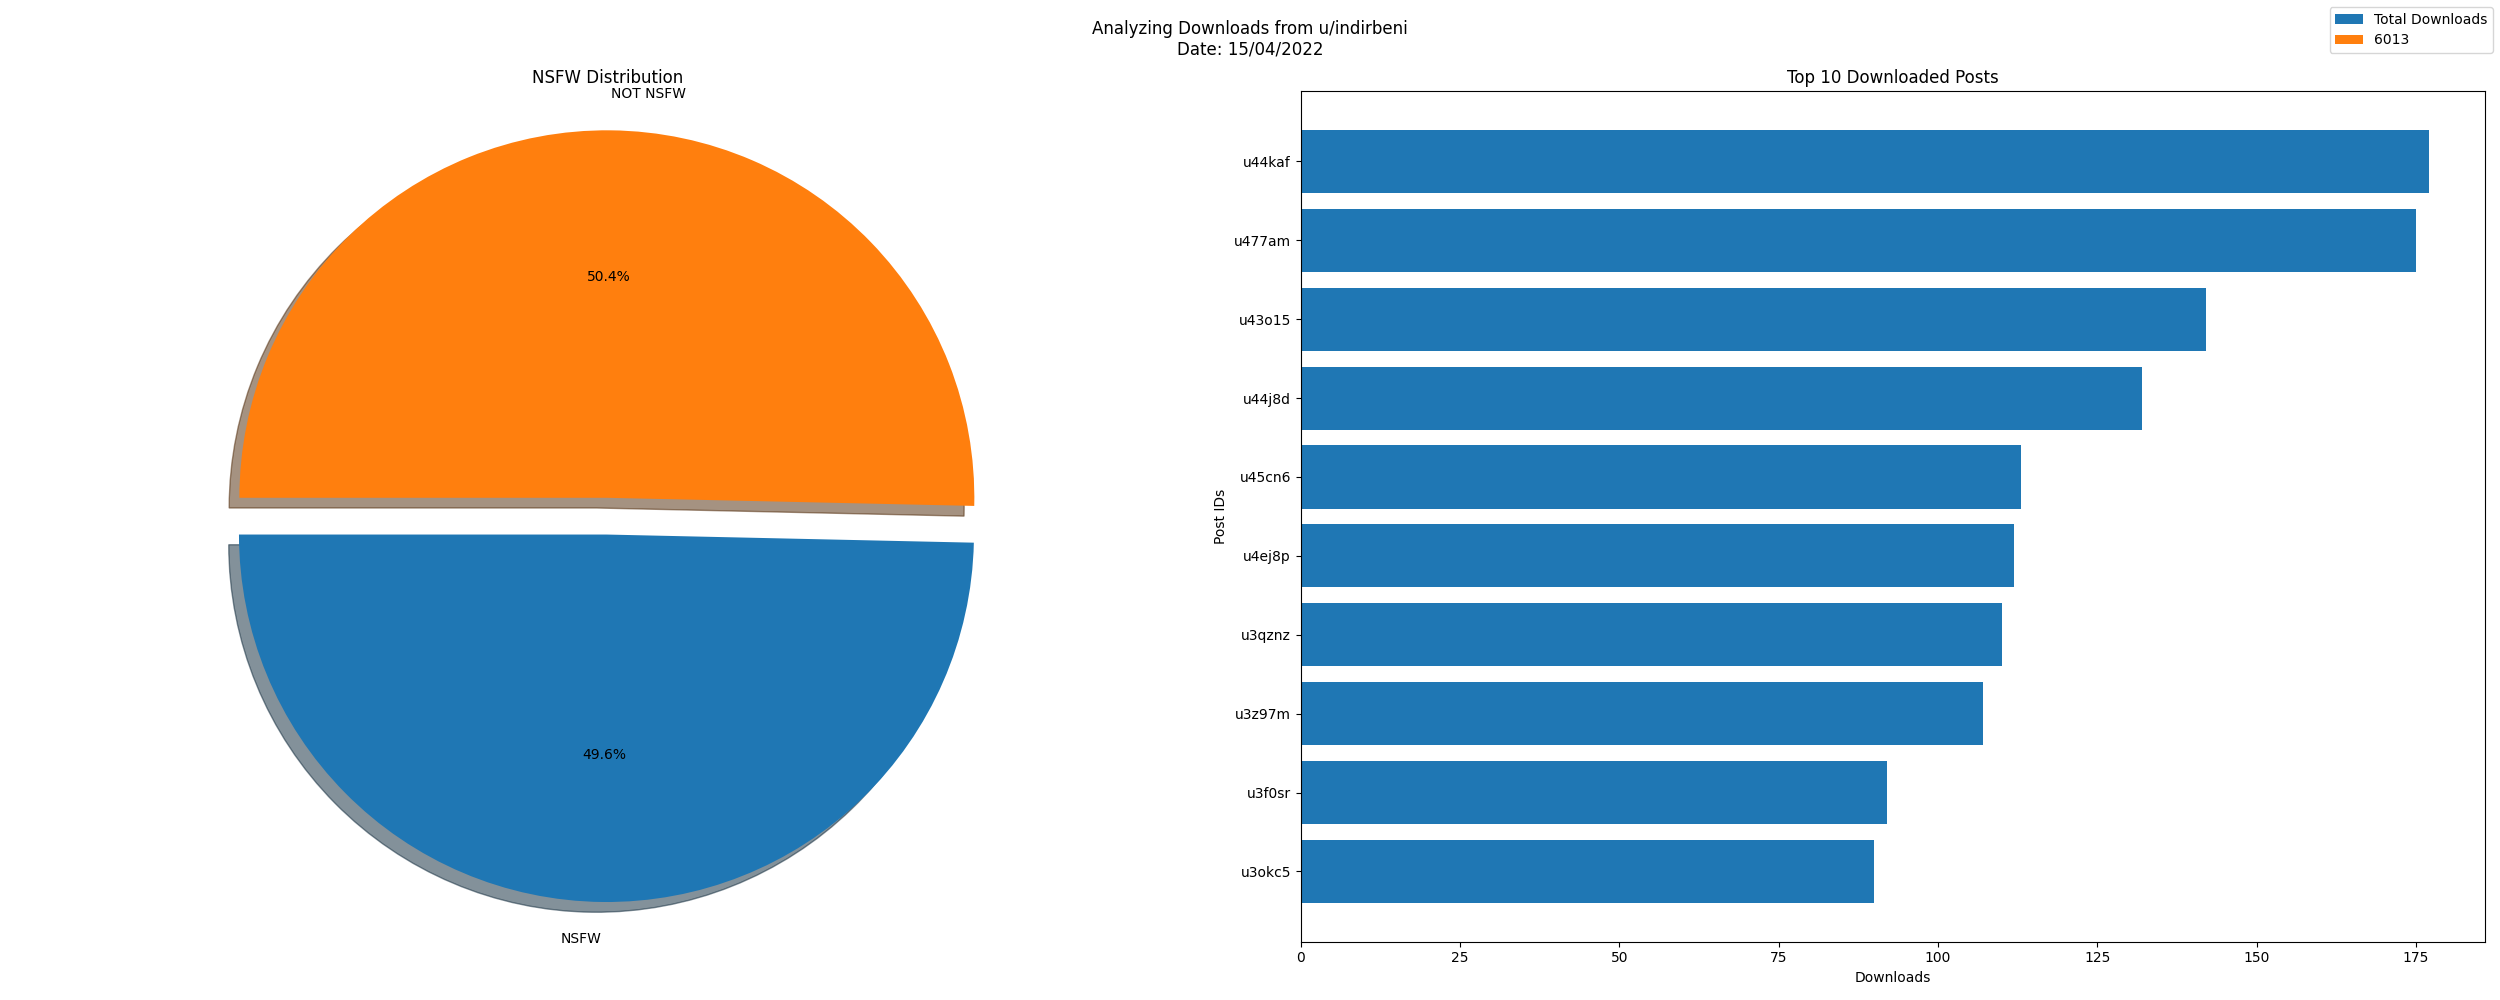 Analyzing Downloads from u/indirbeni
Date: 15/04/2022
Total Downloads
6013
NSFW Distribution
NOT NSFW
50.4%
49.6%
NSFW
Top 10 Downloaded Posts
Post IDs
u44kaf
u477am
u43o15
u44j8d
u45cn6
u4ej8p
u3qznz
u3z97m
u3f0sr
u3okc5
0 25 50 75 100 125 150 175
Downloads